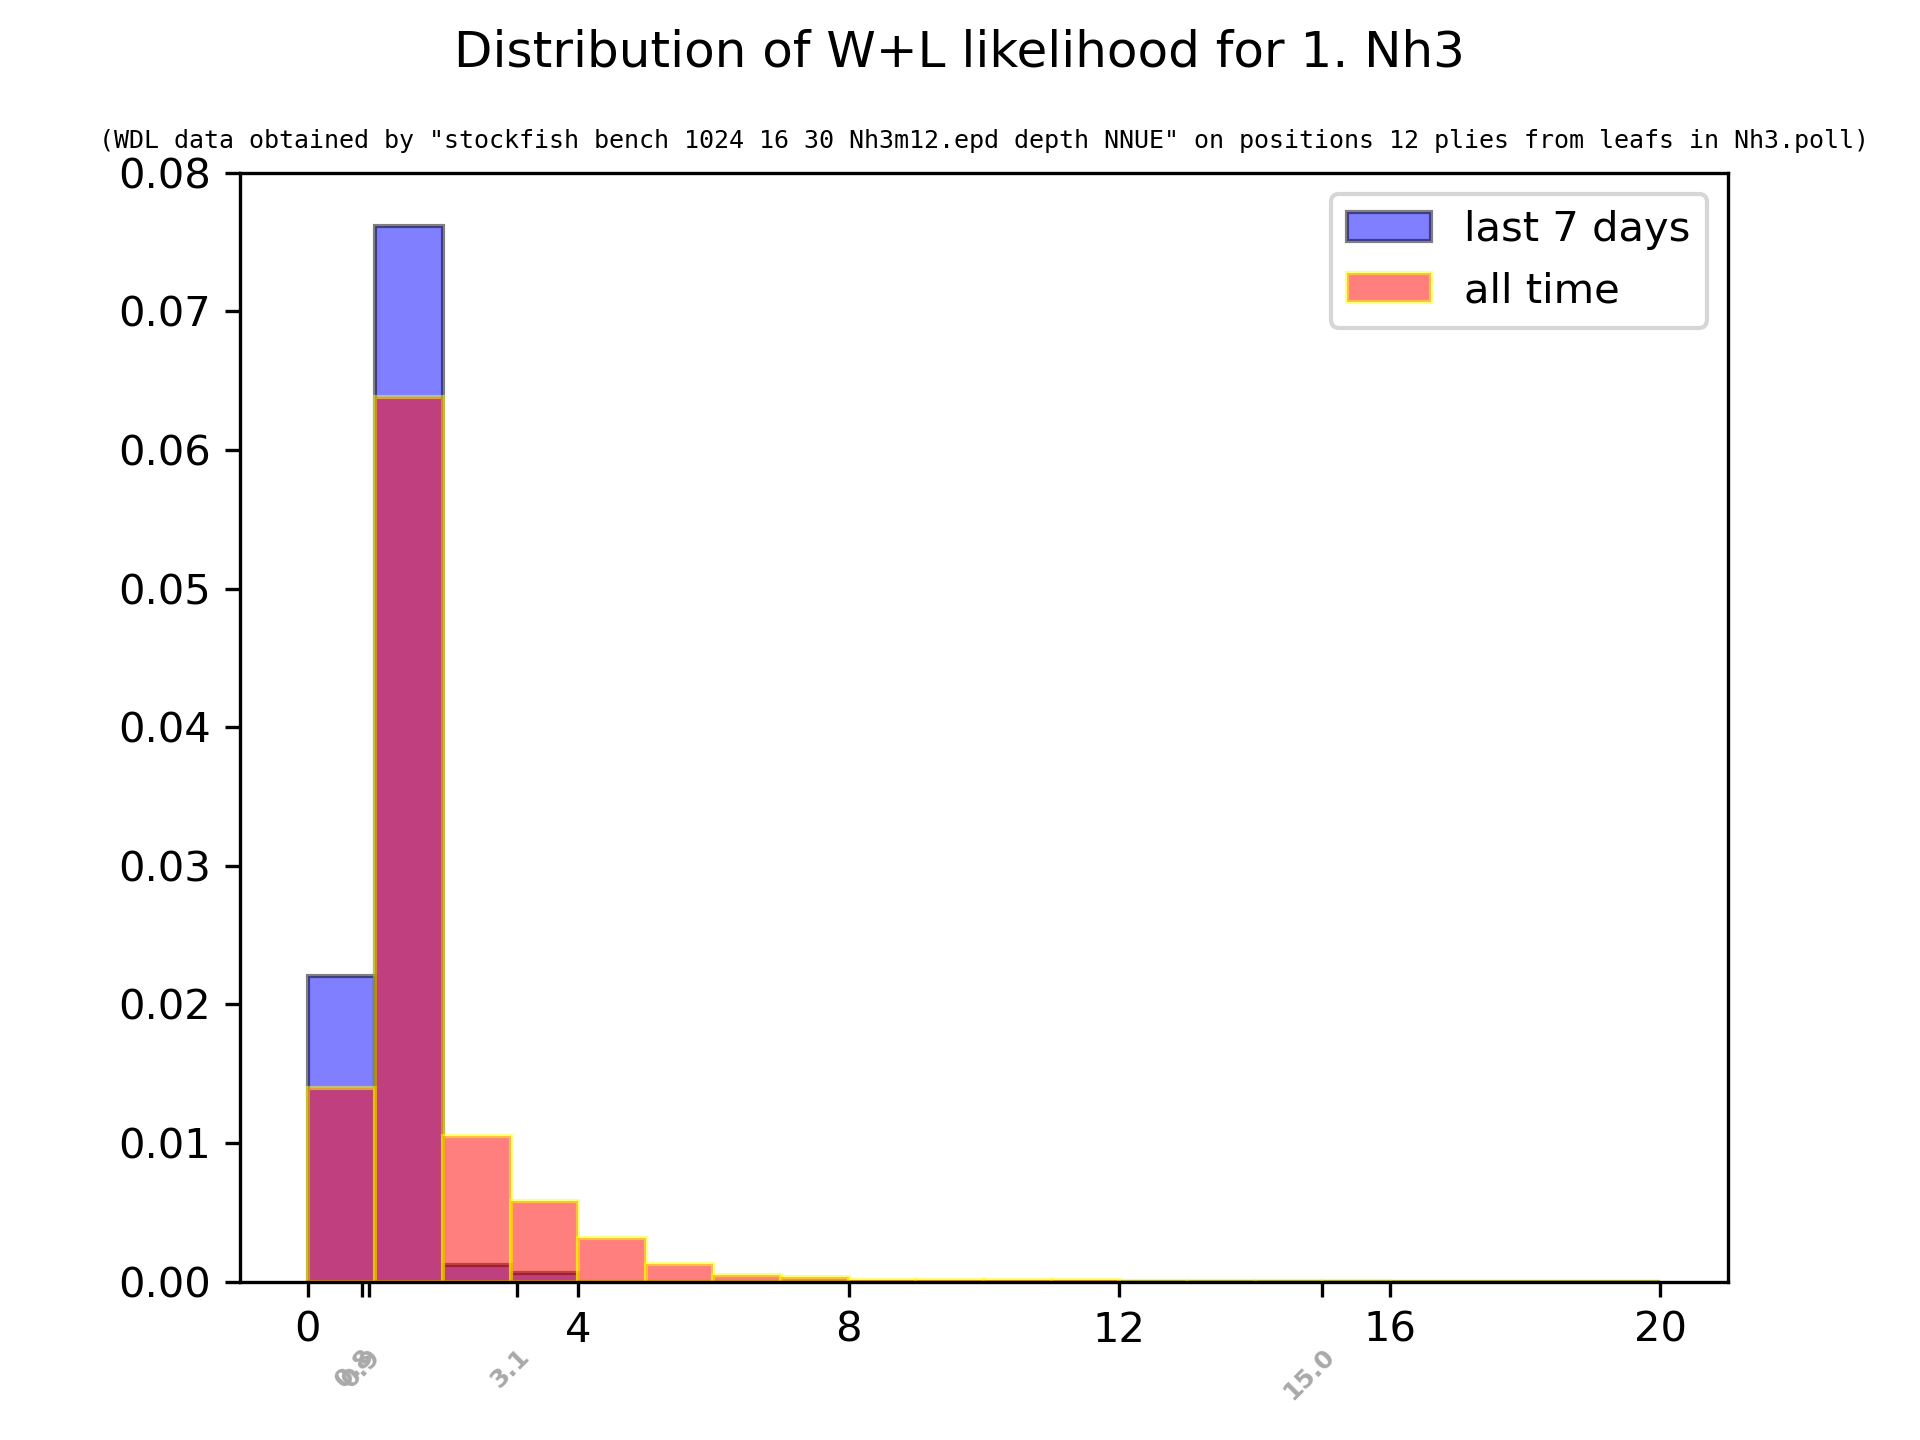 Distribution of W+L likelihood for 1. Nh3
(WDL data obtained by "stockfish bench 1024 16 30 Nh3m12.epd depth NNUE" on positions 12 plies from leafs in Nh3.poll)
last 7 days
all time
0.08
0.07
0.06
0.05
0.04
0.03
0.02
0.01
0.00
0 4 8 12 16 20
0.9 3.1 15.0